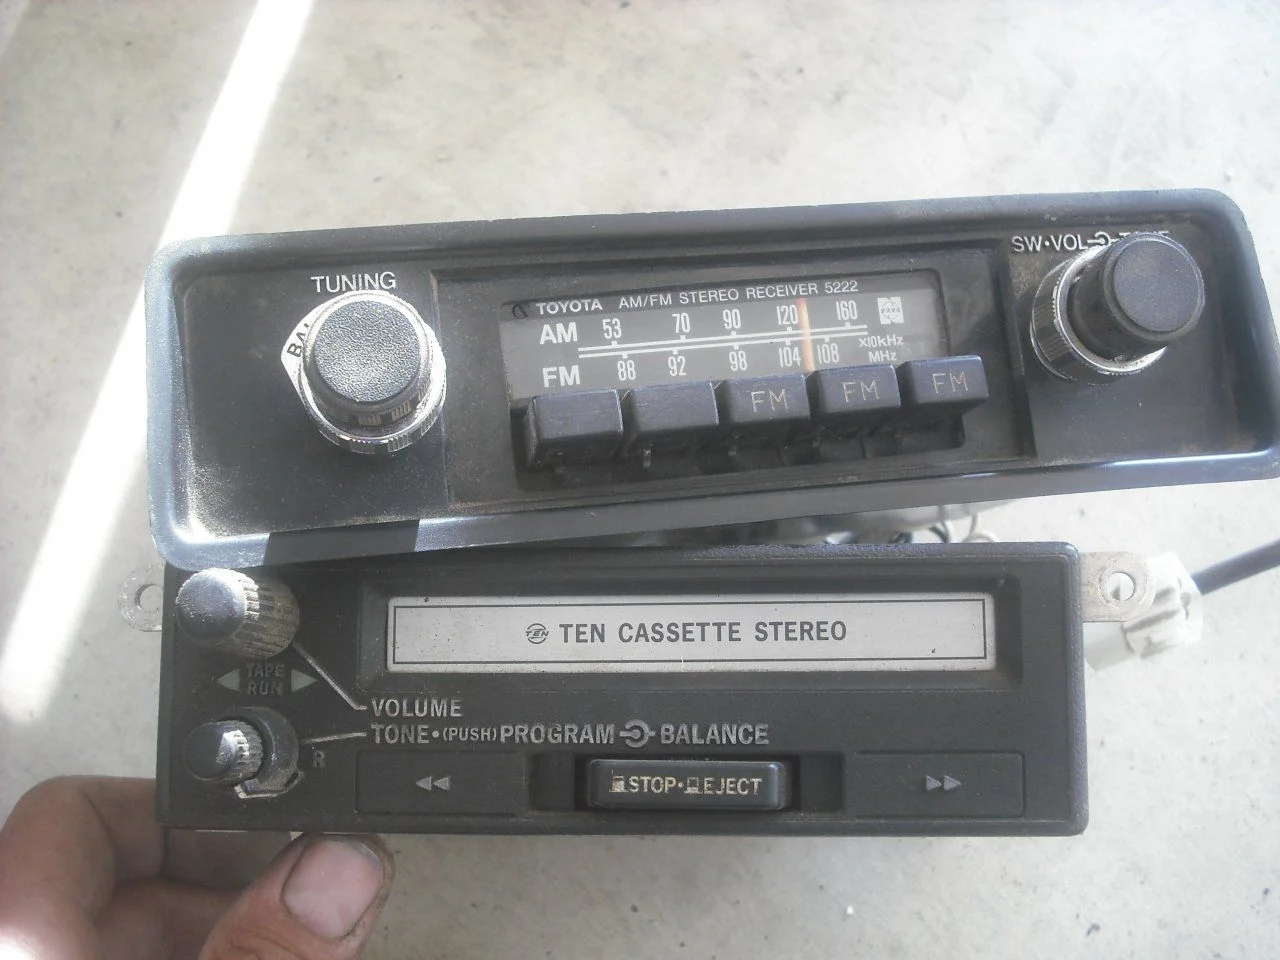 TUNING
SW•VOL
BAL
TOYOTA AM/FM STEREO RECEIVER 5222
AM 53 70 90 120 160 x10kHz
FM 88 92 98 104 108 MHz
FM FM FM
TEN TEN CASSETTE STEREO
TAPE
RUN
VOLUME
TONE•(PUSH)PROGRAM BALANCE
R
STOP•EJECT